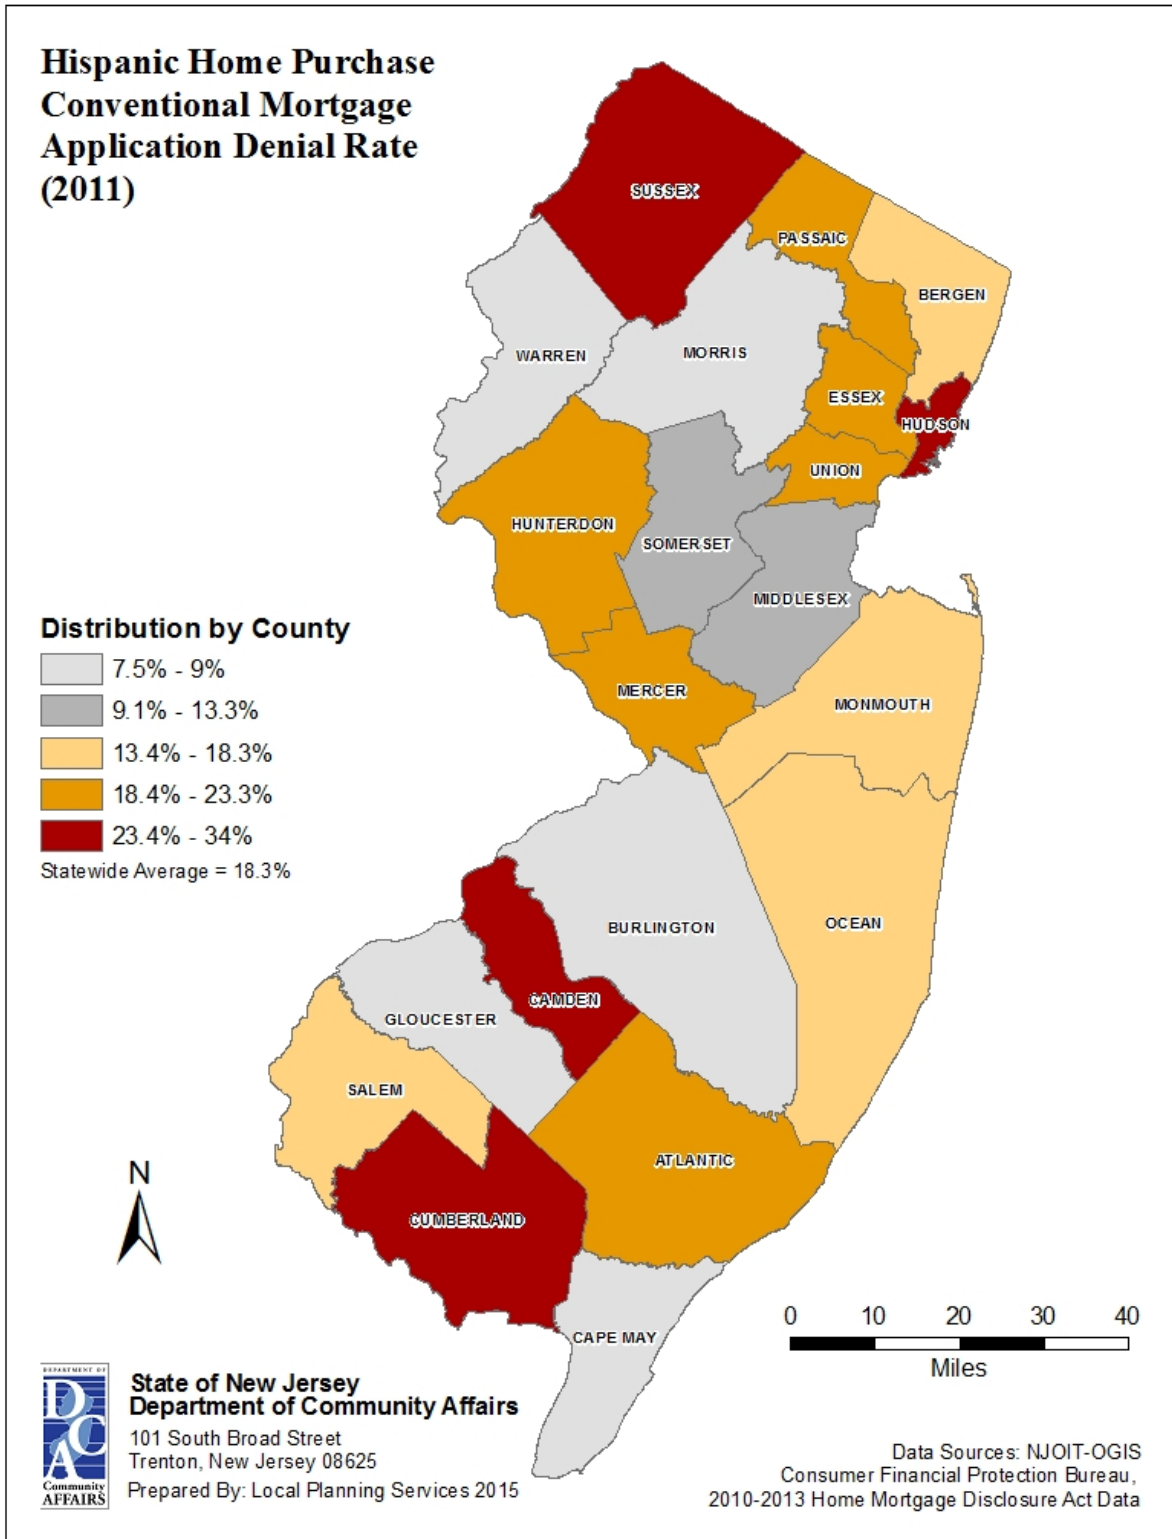 Hispanic Home Purchase
Conventional Mortgage
Application Denial Rate
(2011)
SUSSEX
PASSAIC
BERGEN
WARREN
MORRIS
ESSEX
HUDSON
UNION
HUNTERDON
SOMERSET
MIDDLESEX
MERCER
MONMOUTH
Distribution by County
7.5% - 9%
9.1% - 13.3%
13.4% - 18.3%
18.4% - 23.3%
23.4% - 34%
Statewide Average = 18.3%
OCEAN
BURLINGTON
CAMDEN
GLOUCESTER
SALEM
ATLANTIC
CUMBERLAND
CAPE MAY
N
0 10 20 30 40
Miles
DEPARTMENT OF
DCA
Community
AFFAIRS
State of New Jersey
Department of Community Affairs
101 South Broad Street
Trenton, New Jersey 08625
Prepared By: Local Planning Services 2015
Data Sources: NJOIT-OGIS
Consumer Financial Protection Bureau,
2010-2013 Home Mortgage Disclosure Act Data